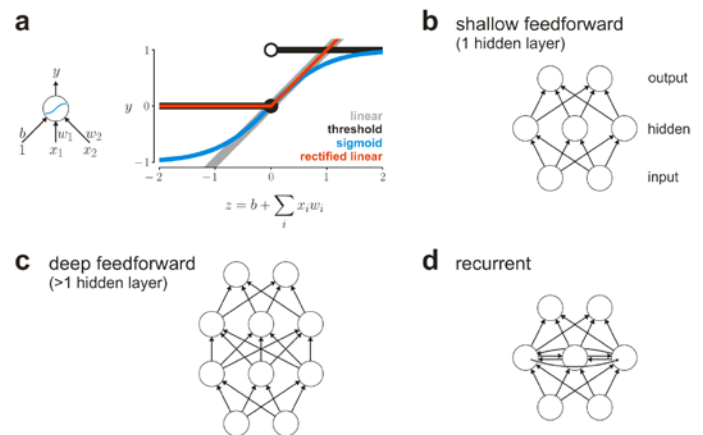 a
y
b w₁ w₂
1 x₁ x₂
1
y 0
−1
−2 −1 0 1 2
linear
threshold
sigmoid
rectified linear
z = b + ∑ xᵢwᵢ
i
b shallow feedforward
(1 hidden layer)
output
hidden
input
c deep feedforward
(>1 hidden layer)
d recurrent